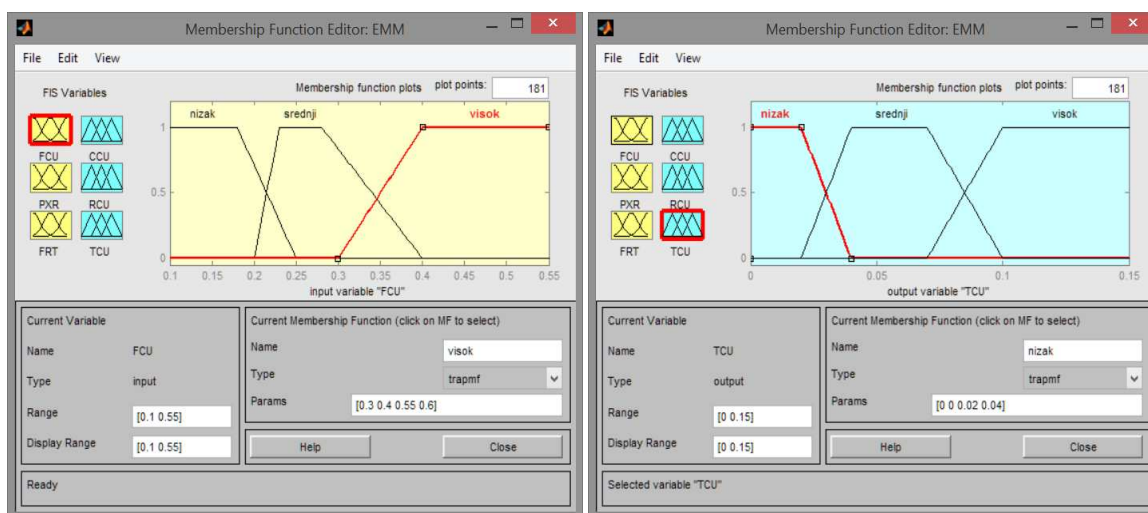 Membership Function Editor: EMM
File Edit View
FIS Variables
Membership function plots plot points: 181
FCU CCU
PXR RCU
FRT TCU
nizak srednji visok
1
0.5
0
0.1 0.15 0.2 0.25 0.3 0.35 0.4 0.45 0.5 0.55
input variable "FCU"
Current Variable
Name FCU
Type input
Range [0.1 0.55]
Display Range [0.1 0.55]
Current Membership Function (click on MF to select)
Name visok
Type trapmf
Params [0.3 0.4 0.55 0.6]
Help Close
Ready
Membership Function Editor: EMM
File Edit View
FIS Variables
Membership function plots plot points: 181
FCU CCU
PXR RCU
FRT TCU
nizak srednji visok
1
0.5
0
0 0.05 0.1 0.15
output variable "TCU"
Current Variable
Name TCU
Type output
Range [0 0.15]
Display Range [0 0.15]
Current Membership Function (click on MF to select)
Name nizak
Type trapmf
Params [0 0 0.02 0.04]
Help Close
Selected variable "TCU"